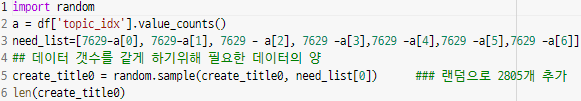 1 import random
2 a = df['topic_idx'].value_counts()
3 need_list=[7629-a[0], 7629-a[1], 7629 - a[2], 7629 -a[3],7629 -a[4],7629 -a[5],7629 -a[6]]
4 ## 데이터 갯수를 같게 하기위해 필요한 데이터의 양
5 create_title0 = random.sample(create_title0, need_list[0])      ### 랜덤으로 2805개 추가
6 len(create_title0)